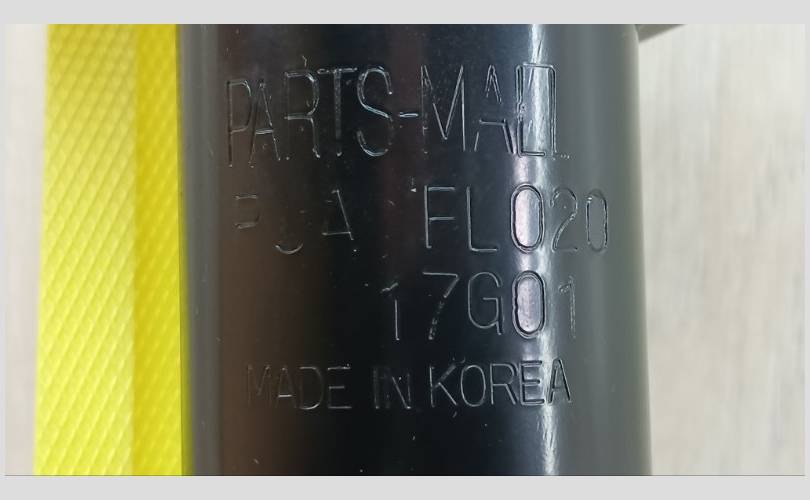 PARTS-MALL
PJA FL020
17G01
MADE IN KOREA